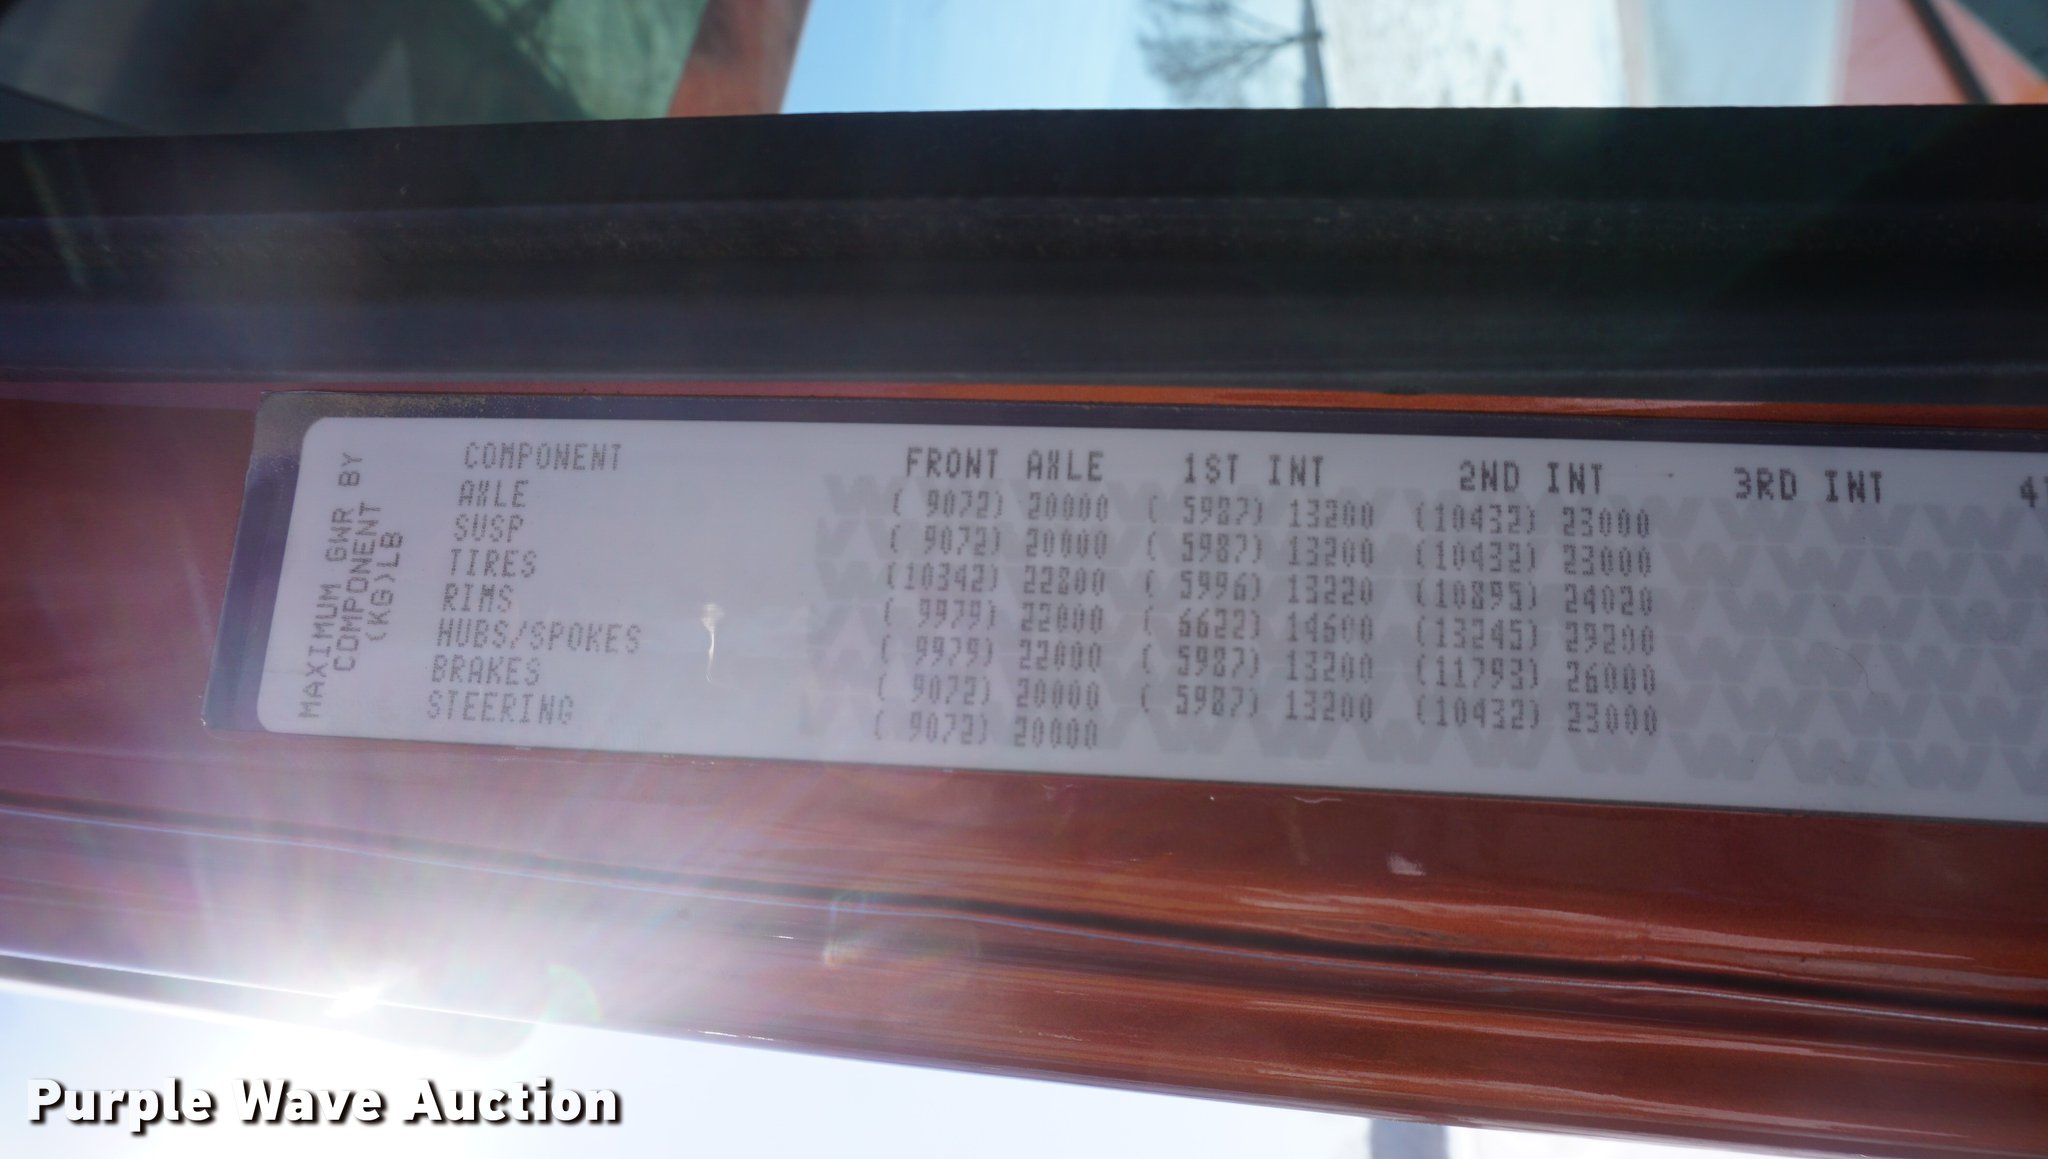 MAXIMUM GWR BY
COMPONENT
(KG)LB
COMPONENT FRONT AXLE 1ST INT 2ND INT 3RD INT
AXLE ( 9072) 20000 ( 5987) 13200 (10432) 23000
SUSP ( 9072) 20000 ( 5987) 13200 (10432) 23000
TIRES (10342) 22800 ( 5996) 13220 (10895) 24020
RIMS ( 9979) 22000 ( 6622) 14600 (13245) 29200
HUBS/SPOKES ( 9979) 22000 ( 5987) 13200 (11793) 26000
BRAKES ( 9072) 20000 ( 5987) 13200 (10432) 23000
STEERING ( 9072) 20000
Purple Wave Auction